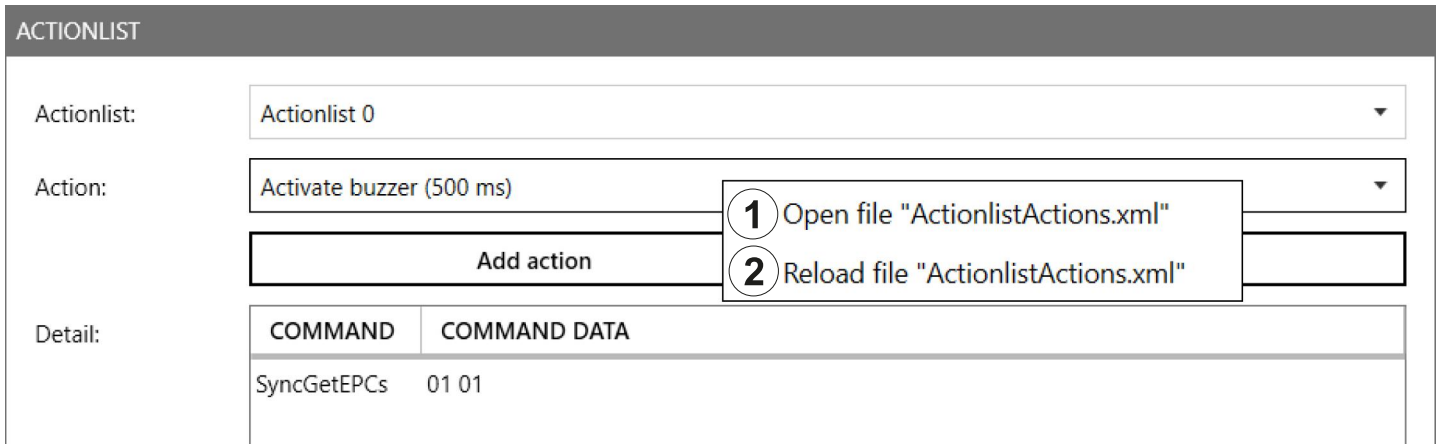 ACTIONLIST
Actionlist: Actionlist 0
Action: Activate buzzer (500 ms)
1 Open file "ActionlistActions.xml"
Add action
2 Reload file "ActionlistActions.xml"
Detail: COMMAND COMMAND DATA
SyncGetEPCs 01 01